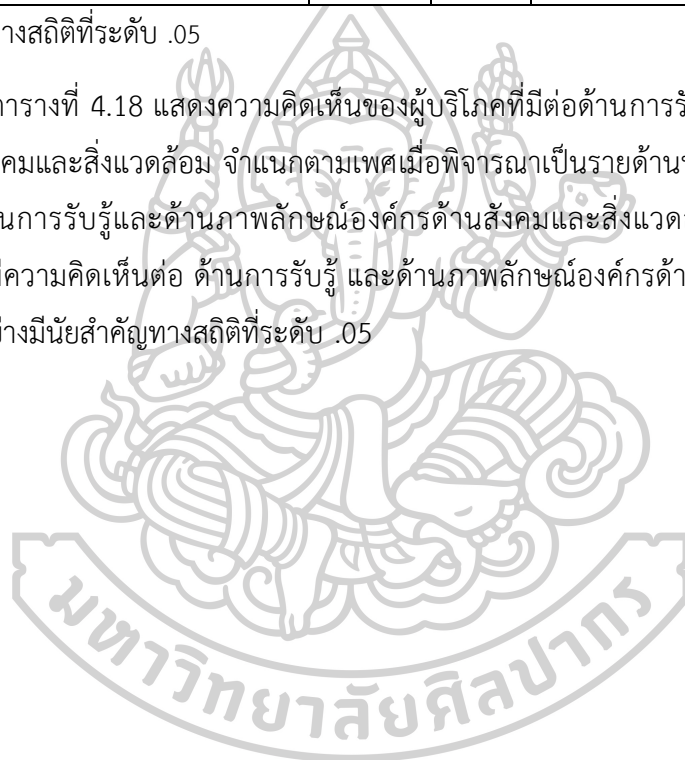 างสถิติที่ระดับ .05
ารางที่ 4.18 แสดงความคิดเห็นของผู้บริโภคที่มีต่อด้านการรั
คมและสิ่งแวดล้อม จำแนกตามเพศเมื่อพิจารณาเป็นรายด้าน
นการรับรู้และด้านภาพลักษณ์องค์กรด้านสังคมและสิ่งแวด
ีความคิดเห็นต่อ ด้านการรับรู้ และด้านภาพลักษณ์องค์กรด้า
่างมีนัยสำคัญทางสถิติที่ระดับ .05
มหาวิทยาลัยศิลปากร